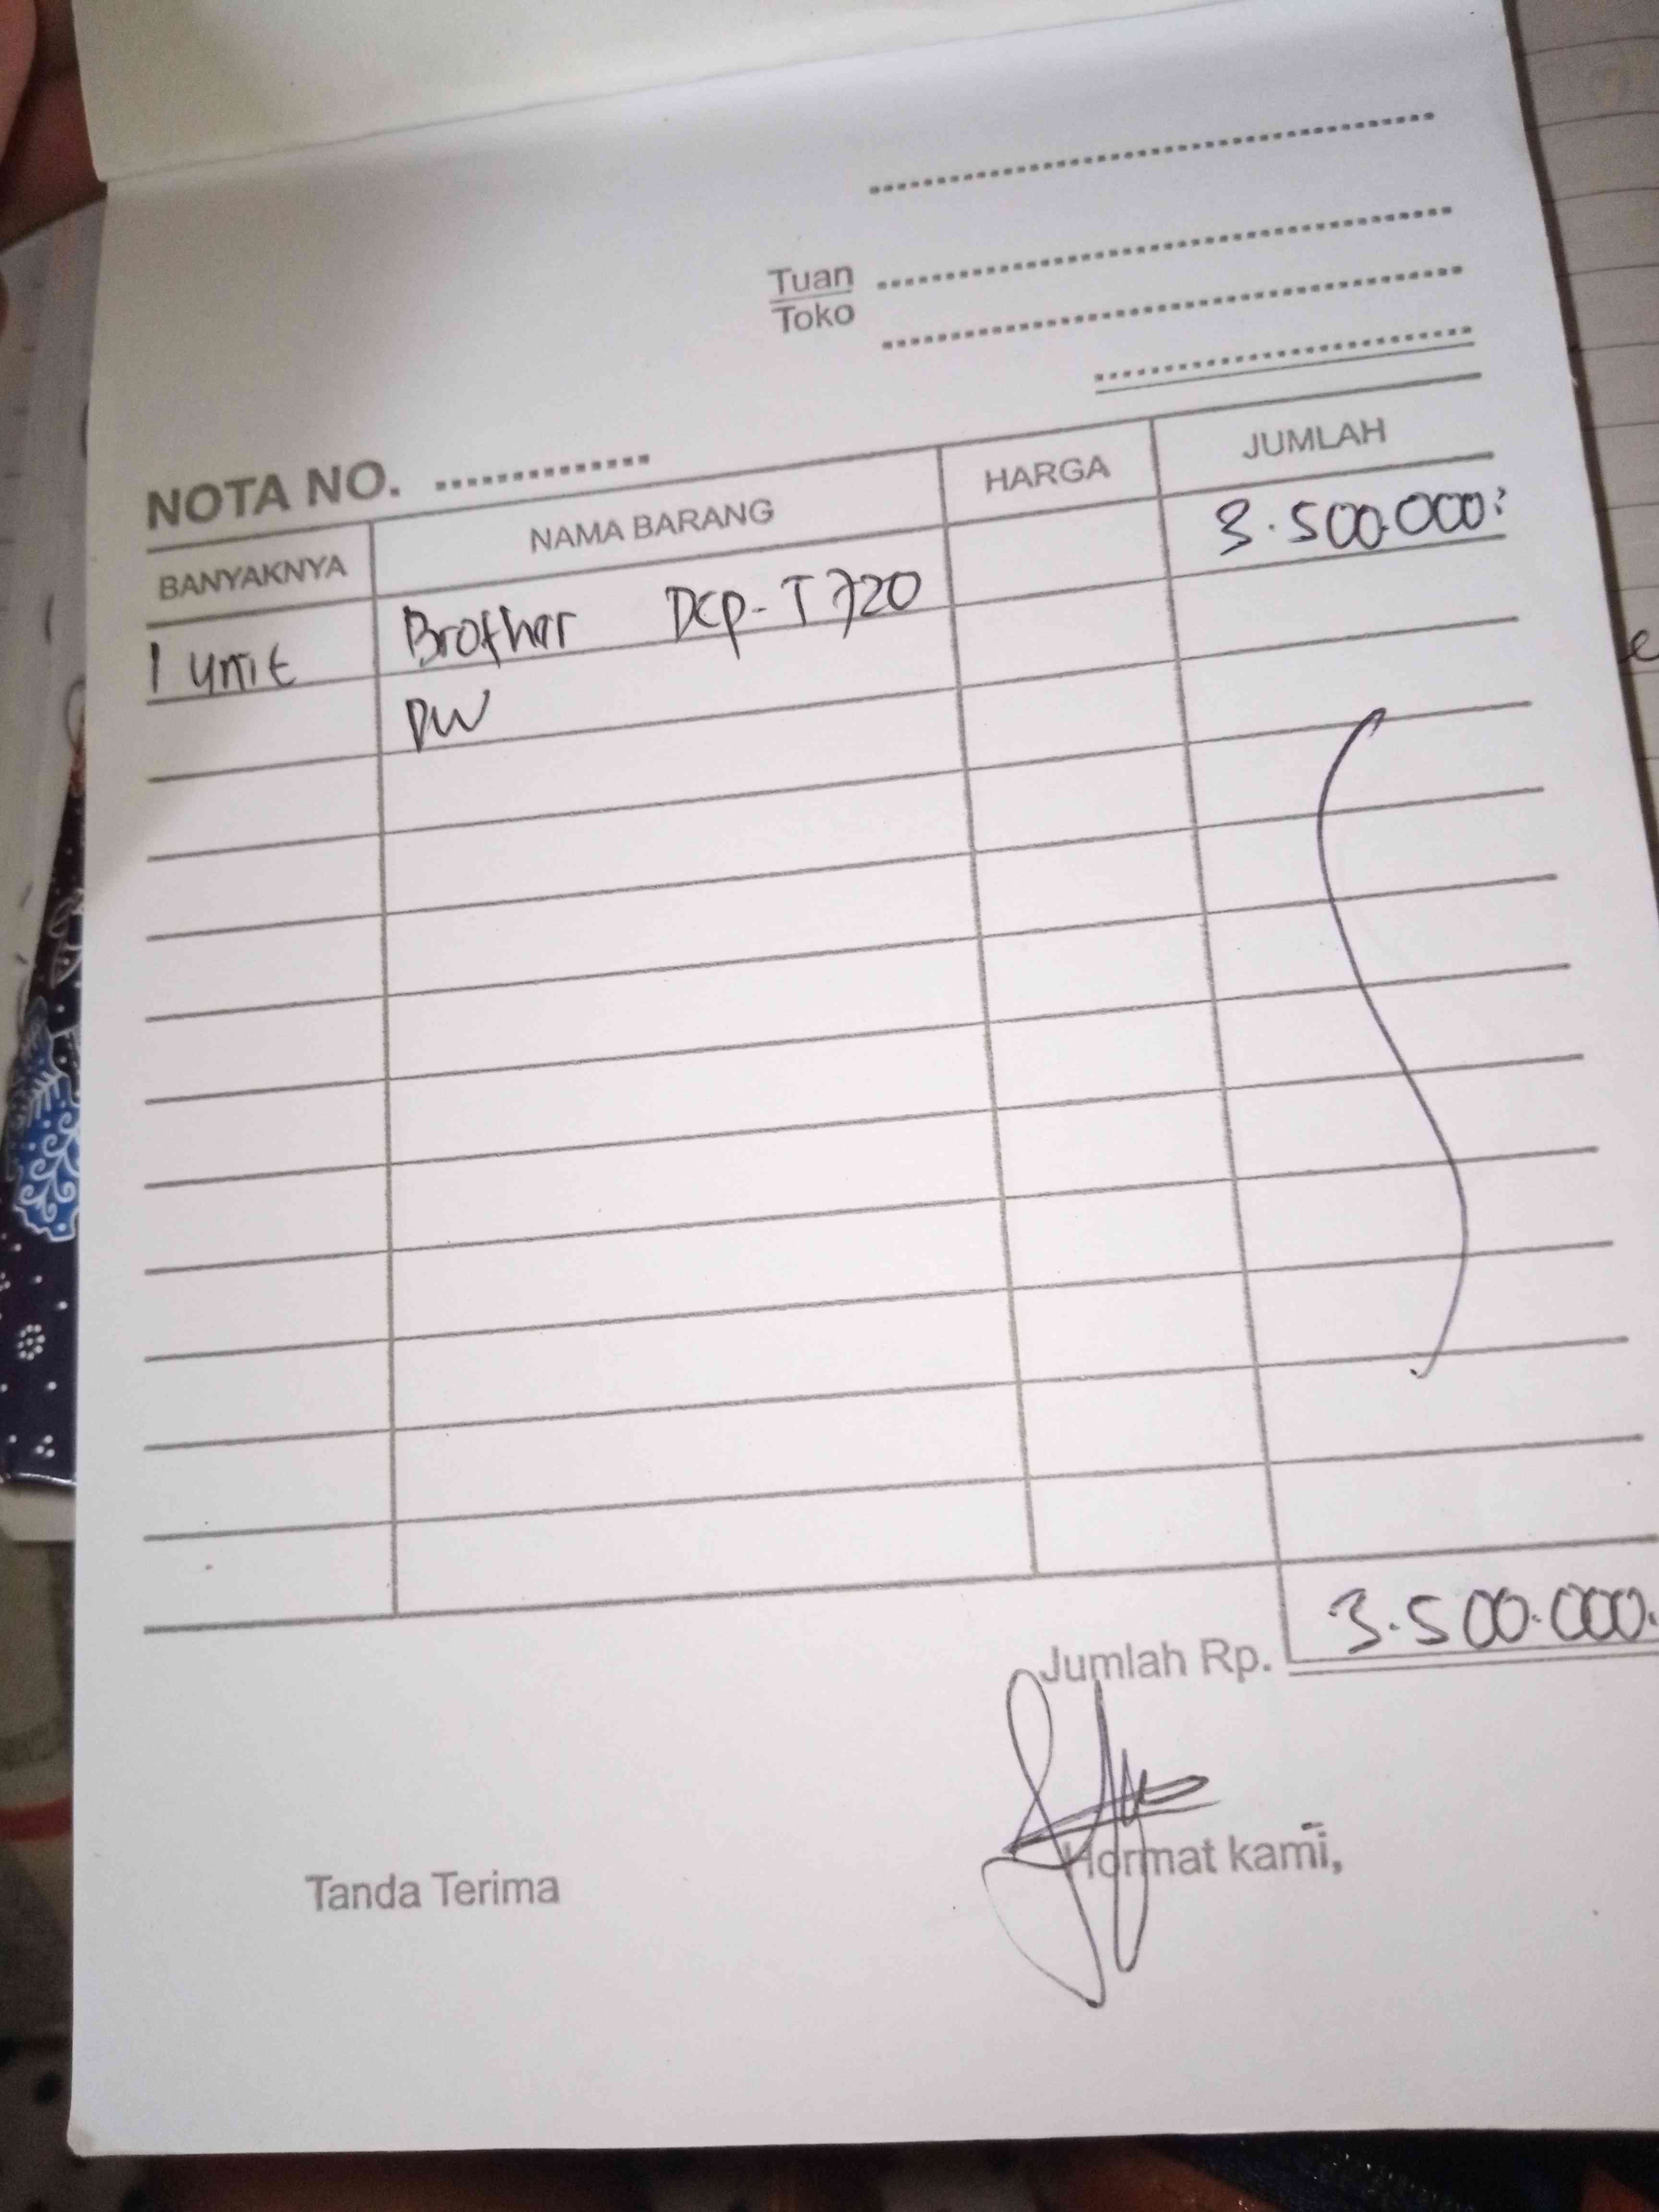 Tuan
Toko
NOTA NO. ..............
BANYAKNYA NAMA BARANG HARGA JUMLAH
1 unit Brother DCP-T720 3.500.000
DW
Jumlah Rp. 3.500.000.
Tanda Terima Hormat kami,